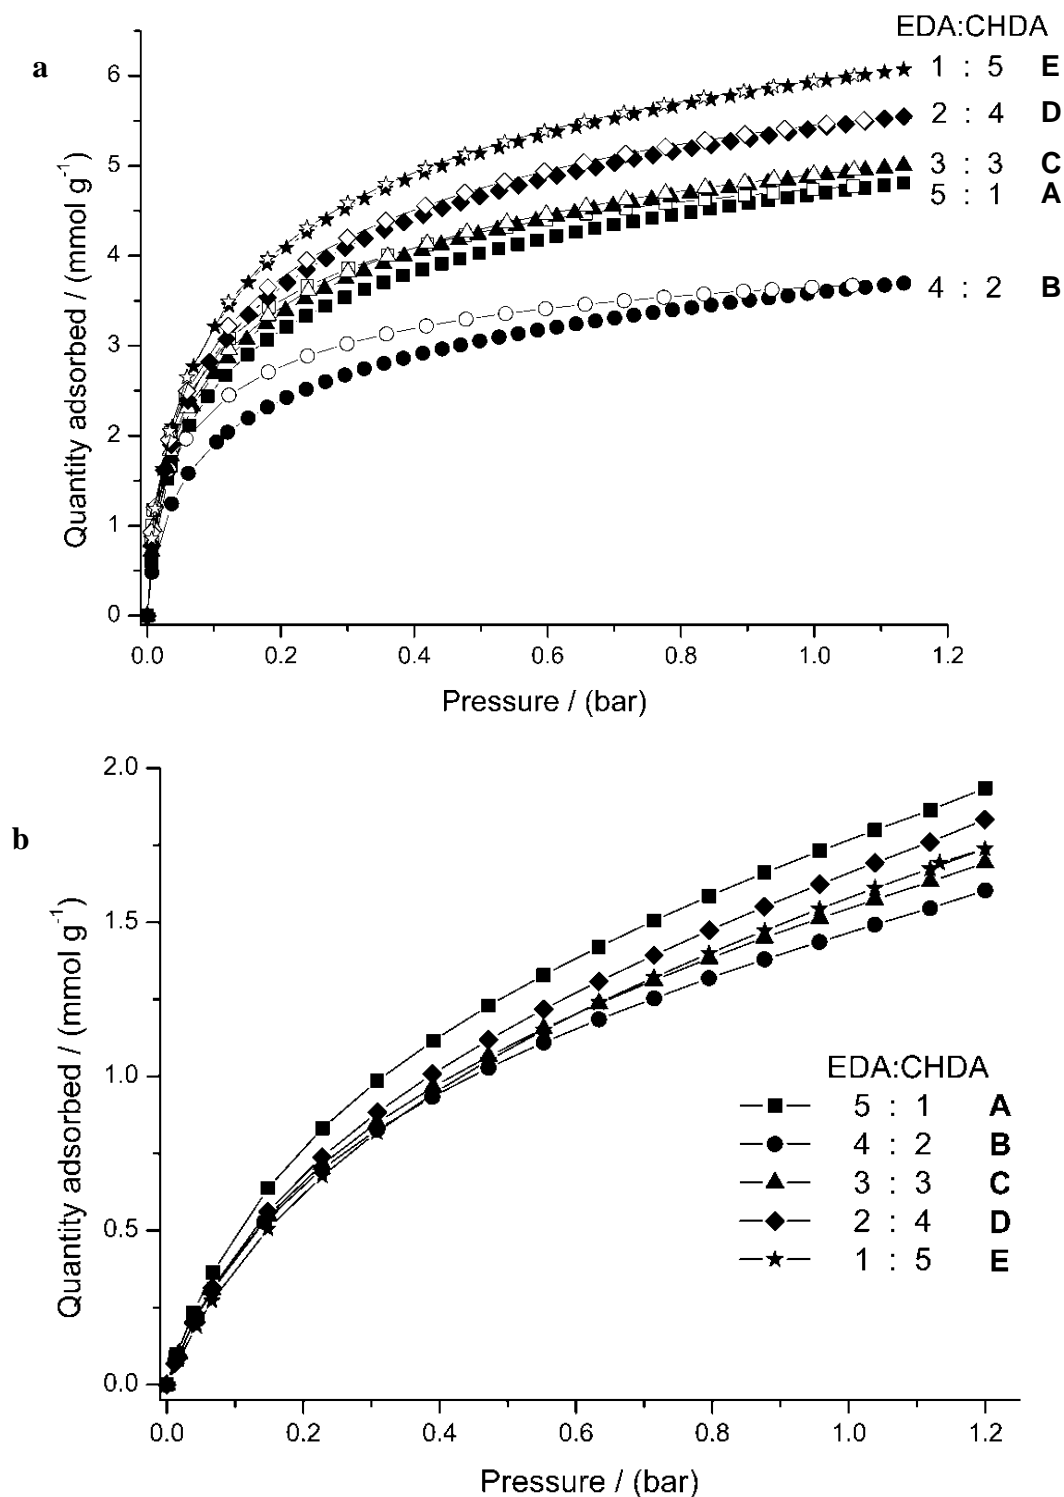 a
EDA:CHDA
1 : 5 E
2 : 4 D
3 : 3 C
5 : 1 A
4 : 2 B
6
5
4
3
2
1
0
Quantity adsorbed / (mmol g-1)
0.0 0.2 0.4 0.6 0.8 1.0 1.2
Pressure / (bar)
b
2.0
1.5
1.0
0.5
0.0
Quantity adsorbed / (mmol g-1)
EDA:CHDA
5 : 1 A
4 : 2 B
3 : 3 C
2 : 4 D
1 : 5 E
0.0 0.2 0.4 0.6 0.8 1.0 1.2
Pressure / (bar)